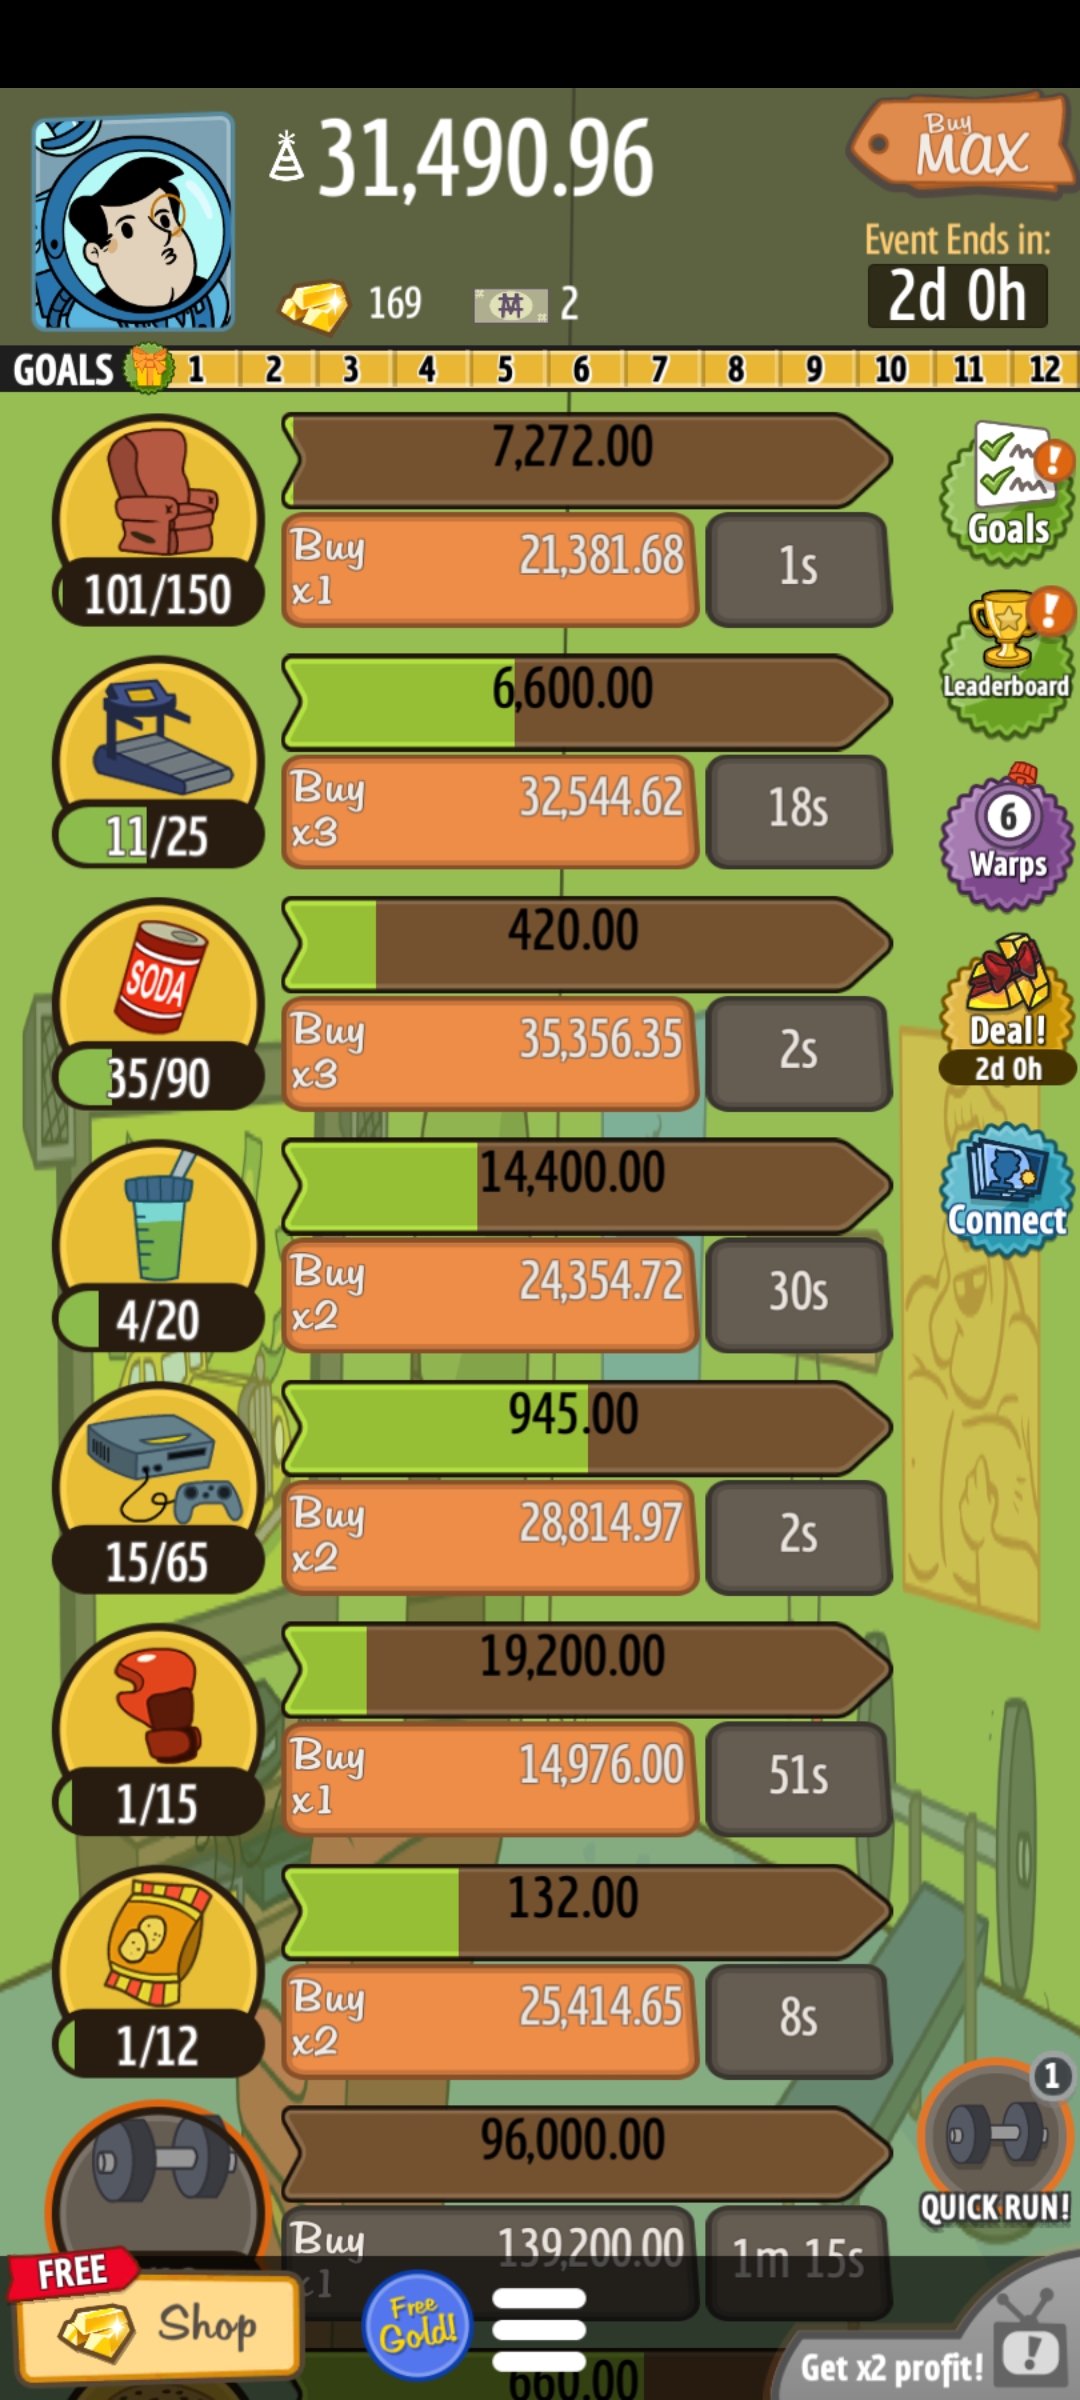 31,490.96
Buy
MAX
Event Ends in:
2d 0h
169
2
GOALS 1 2 3 4 5 6 7 8 9 10 11 12
7,272.00
Buy
x1
21,381.68
1s
101/150
Goals
6,600.00
Buy
x3
32,544.62
18s
11/25
Leaderboard
6
Warps
SODA
420.00
Buy
x3
35,356.35
2s
35/90
Deal!
2d 0h
14,400.00
Buy
x2
24,354.72
30s
4/20
Connect
945.00
Buy
x2
28,814.97
2s
15/65
19,200.00
Buy
x1
14,976.00
51s
1/15
132.00
Buy
x2
25,414.65
8s
1/12
96,000.00
1
QUICK RUN!
Buy
x1
139,200.00
1m 15s
FREE
Shop
Free
Gold!
660.00
Get x2 profit!